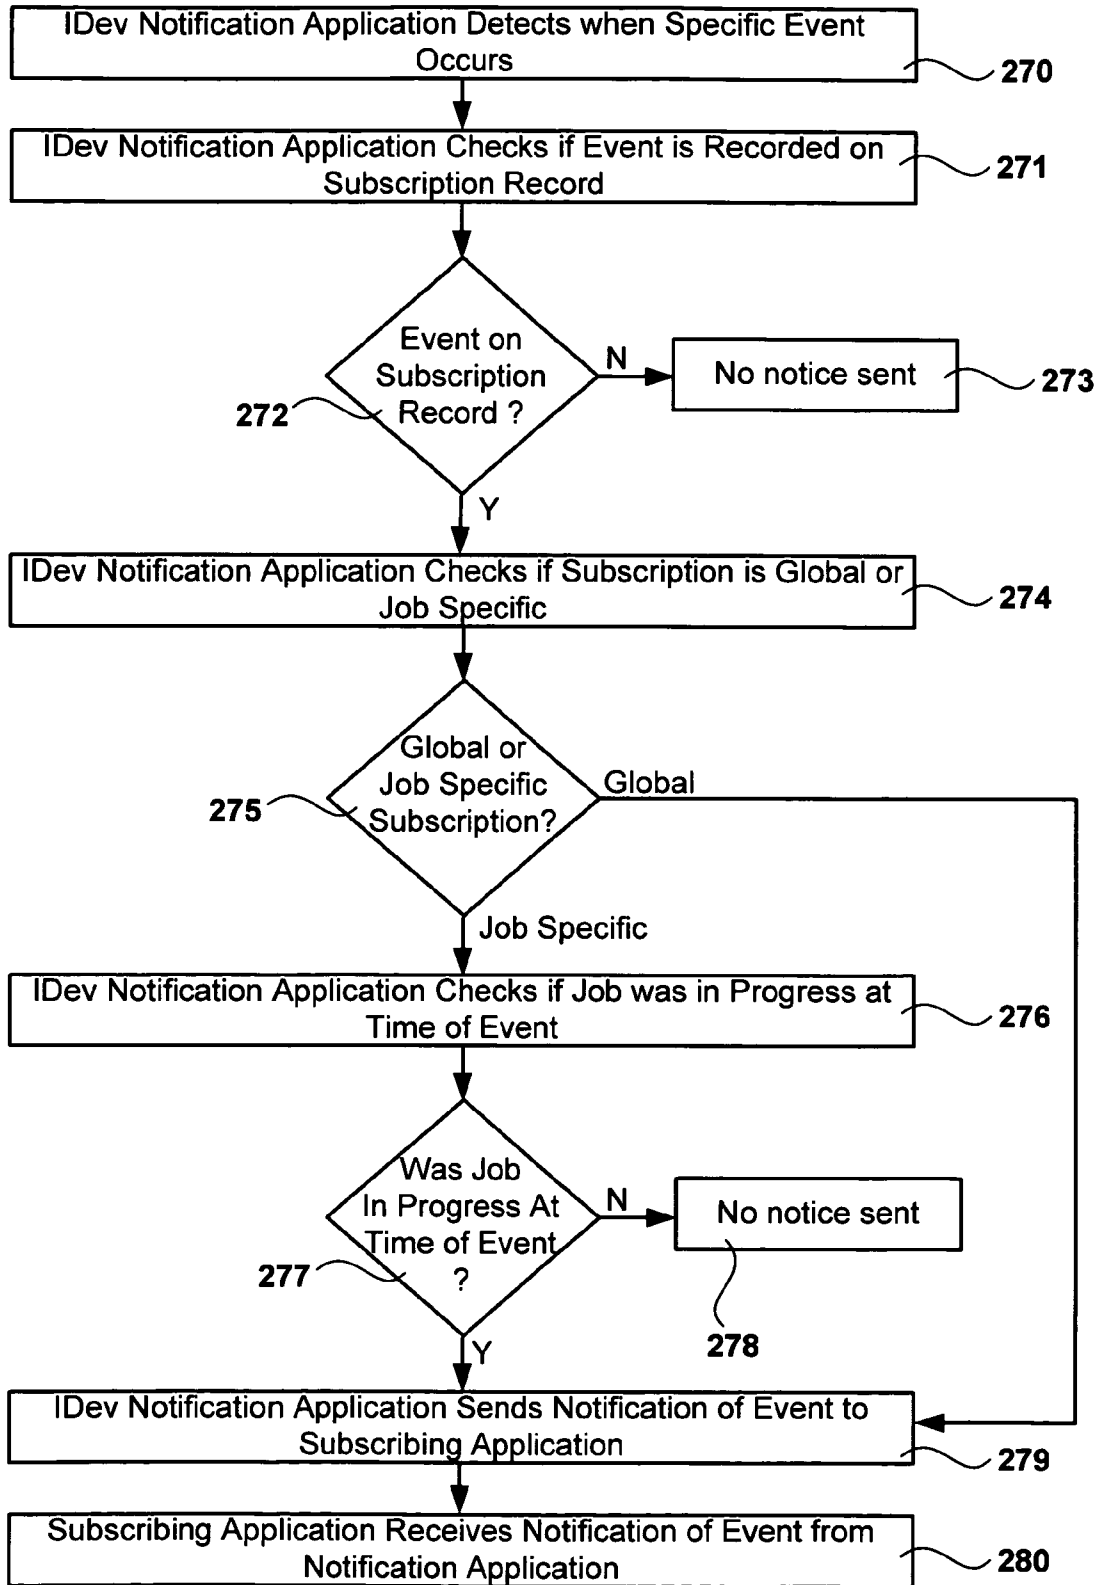 IDev Notification Application Detects when Specific Event
Occurs
270
IDev Notification Application Checks if Event is Recorded on
Subscription Record
271
Event on
Subscription
Record ?
272
N
No notice sent
273
Y
IDev Notification Application Checks if Subscription is Global or
Job Specific
274
Global or
Job Specific
Subscription?
275
Global
Job Specific
IDev Notification Application Checks if Job was in Progress at
Time of Event
276
Was Job
In Progress At
Time of Event
?
277
N
No notice sent
278
Y
IDev Notification Application Sends Notification of Event to
Subscribing Application
279
Subscribing Application Receives Notification of Event from
Notification Application
280